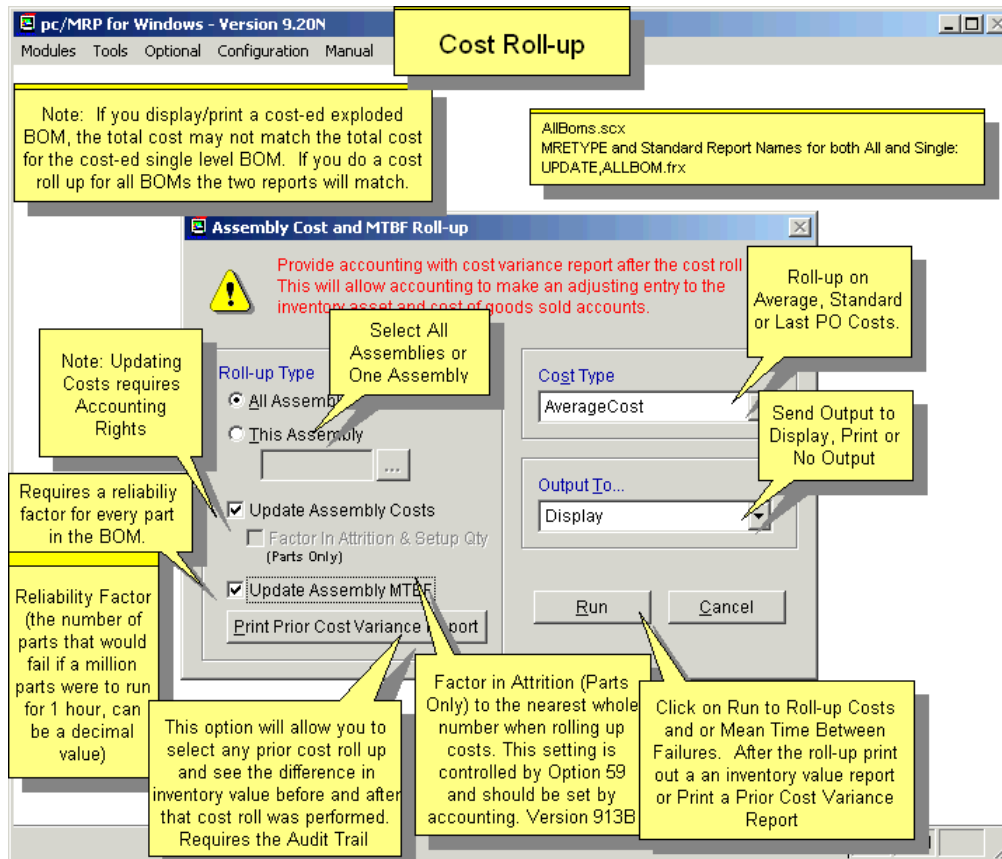 pc/MRP for Windows - Version 9.20N
Cost Roll-up
Modules Tools Optional Configuration Manual
Note: If you display/print a cost-ed exploded
BOM, the total cost may not match the total cost
for the cost-ed single level BOM. If you do a cost
roll up for all BOMs the two reports will match.
AllBoms.scx
MRETYPE and Standard Report Names for both All and Single:
UPDATE,ALLBOM.frx
Assembly Cost and MTBF Roll-up
Provide accounting with cost variance report after the cost roll
This will allow accounting to make an adjusting entry to the
inventory asset and cost of goods sold accounts.
Roll-up on
Average, Standard
or Last PO Costs.
Select All
Assemblies or
One Assembly
Note: Updating
Costs requires
Accounting
Rights
Roll-up Type
All Assemb
This Assembly
...
Cost Type
AverageCost
Send Output to
Display, Print or
No Output
Output To...
Display
Requires a reliabiliy
factor for every part
in the BOM.
Update Assembly Costs
Factor In Attrition & Setup Qty
(Parts Only)
Update Assembly MTBF
Print Prior Cost Variance Report
Run
Cancel
Reliability Factor
(the number of
parts that would
fail if a million
parts were to run
for 1 hour, can
be a decimal
value)
This option will allow you to
select any prior cost roll up
and see the difference in
inventory value before and after
that cost roll was performed.
Requires the Audit Trail
Factor in Attrition (Parts
Only) to the nearest whole
number when rolling up
costs. This setting is
controlled by Option 59
and should be set by
accounting. Version 913B
Click on Run to Roll-up Costs
and or Mean Time Between
Failures. After the roll-up print
out a an inventory value report
or Print a Prior Cost Variance
Report